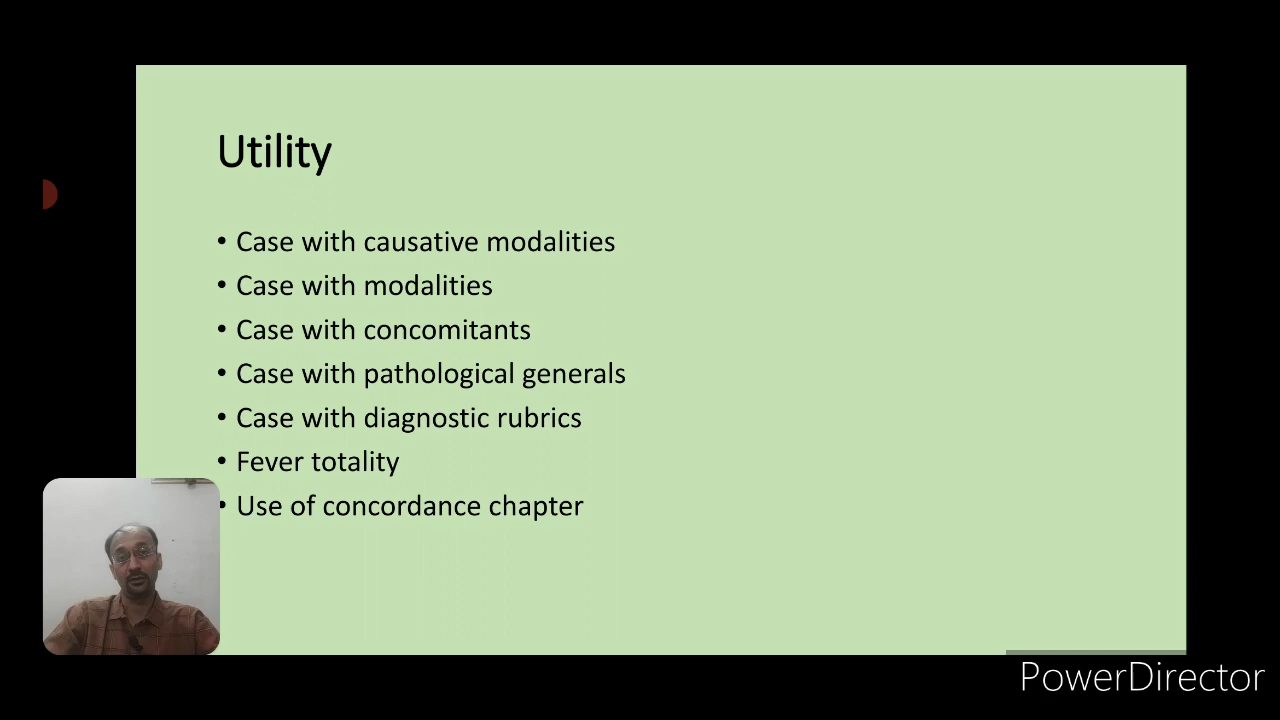 Utility
• Case with causative modalities
• Case with modalities
• Case with concomitants
• Case with pathological generals
• Case with diagnostic rubrics
• Fever totality
• Use of concordance chapter
PowerDirector